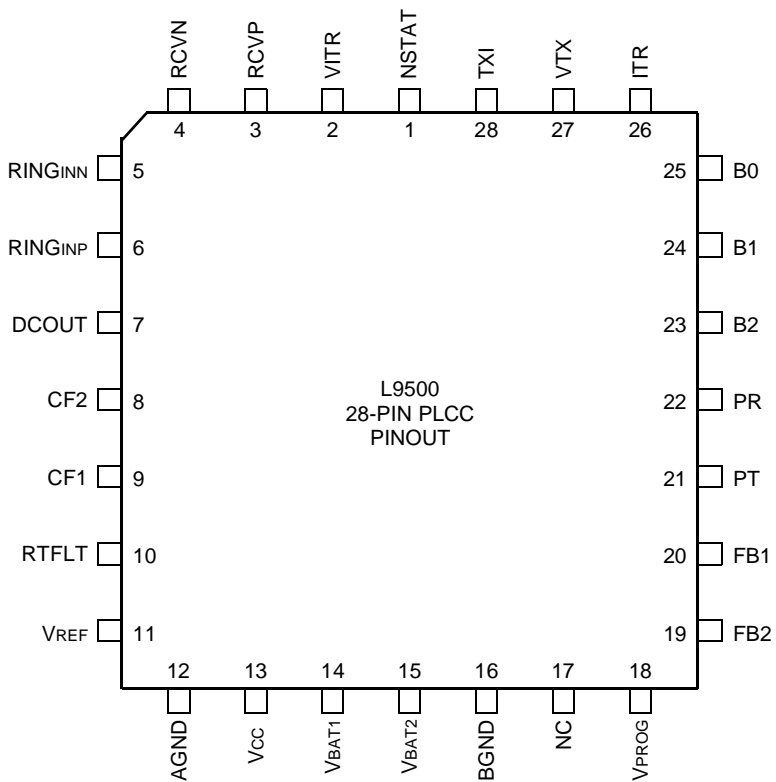 RCVN RCVP VITR NSTAT TXI VTX ITR
4 3 2 1 28 27 26
RINGINN 5 25 B0
RINGINP 6 24 B1
DCOUT 7 23 B2
CF2 8 22 PR
CF1 9 21 PT
RTFLT 10 20 FB1
VREF 11 19 FB2
L9500
28-PIN PLCC
PINOUT
12 13 14 15 16 17 18
AGND VCC VBAT1 VBAT2 BGND NC VPROG